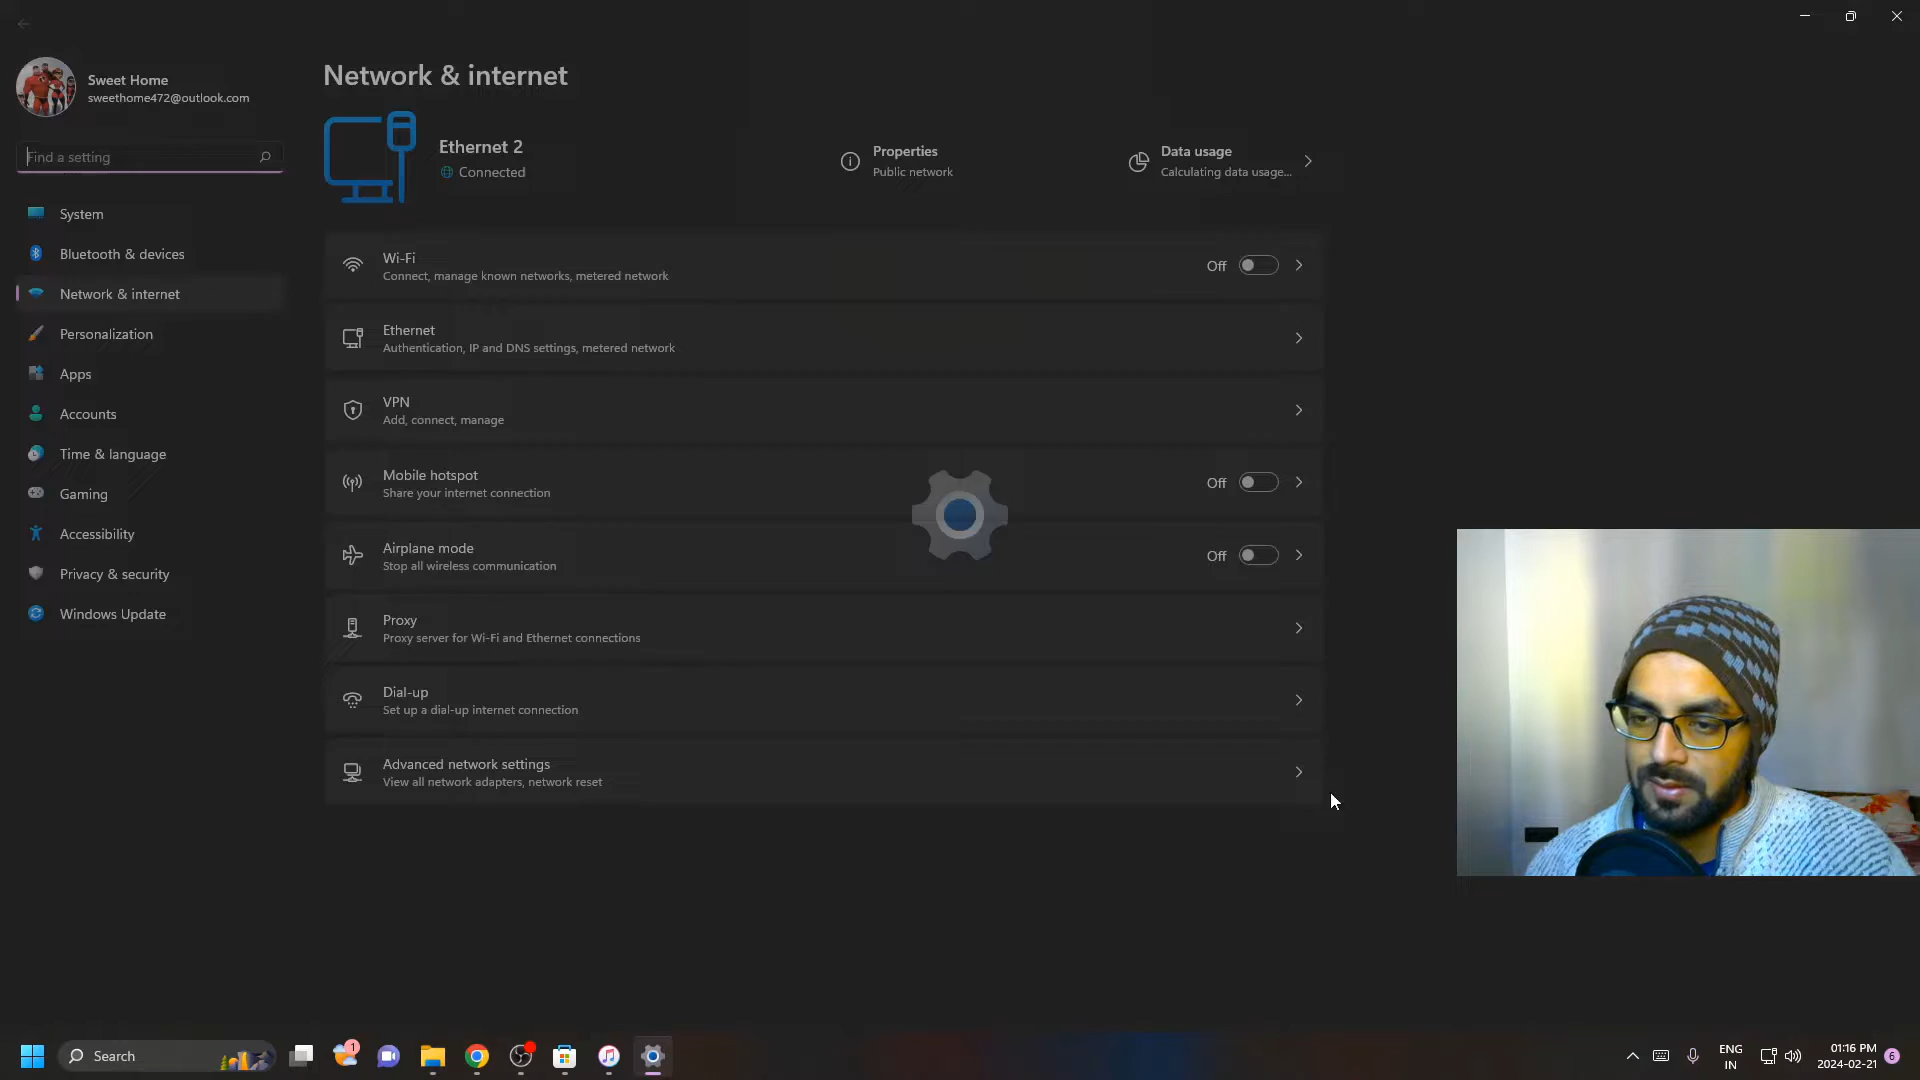 Sweet Home
sweethome472@outlook.com
Find a setting
System
Bluetooth & devices
Network & internet
Personalization
Apps
Accounts
Time & language
Gaming
Accessibility
Privacy & security
Windows Update
Network & internet
Ethernet 2
Connected
Properties
Public network
Data usage
Calculating data usage...
Wi-Fi
Connect, manage known networks, metered network
Off
Ethernet
Authentication, IP and DNS settings, metered network
VPN
Add, connect, manage
Mobile hotspot
Share your internet connection
Off
Airplane mode
Stop all wireless communication
Off
Proxy
Proxy server for Wi-Fi and Ethernet connections
Dial-up
Set up a dial-up internet connection
Advanced network settings
View all network adapters, network reset
Search
1
ENG
IN
01:16 PM
2024-02-21
6